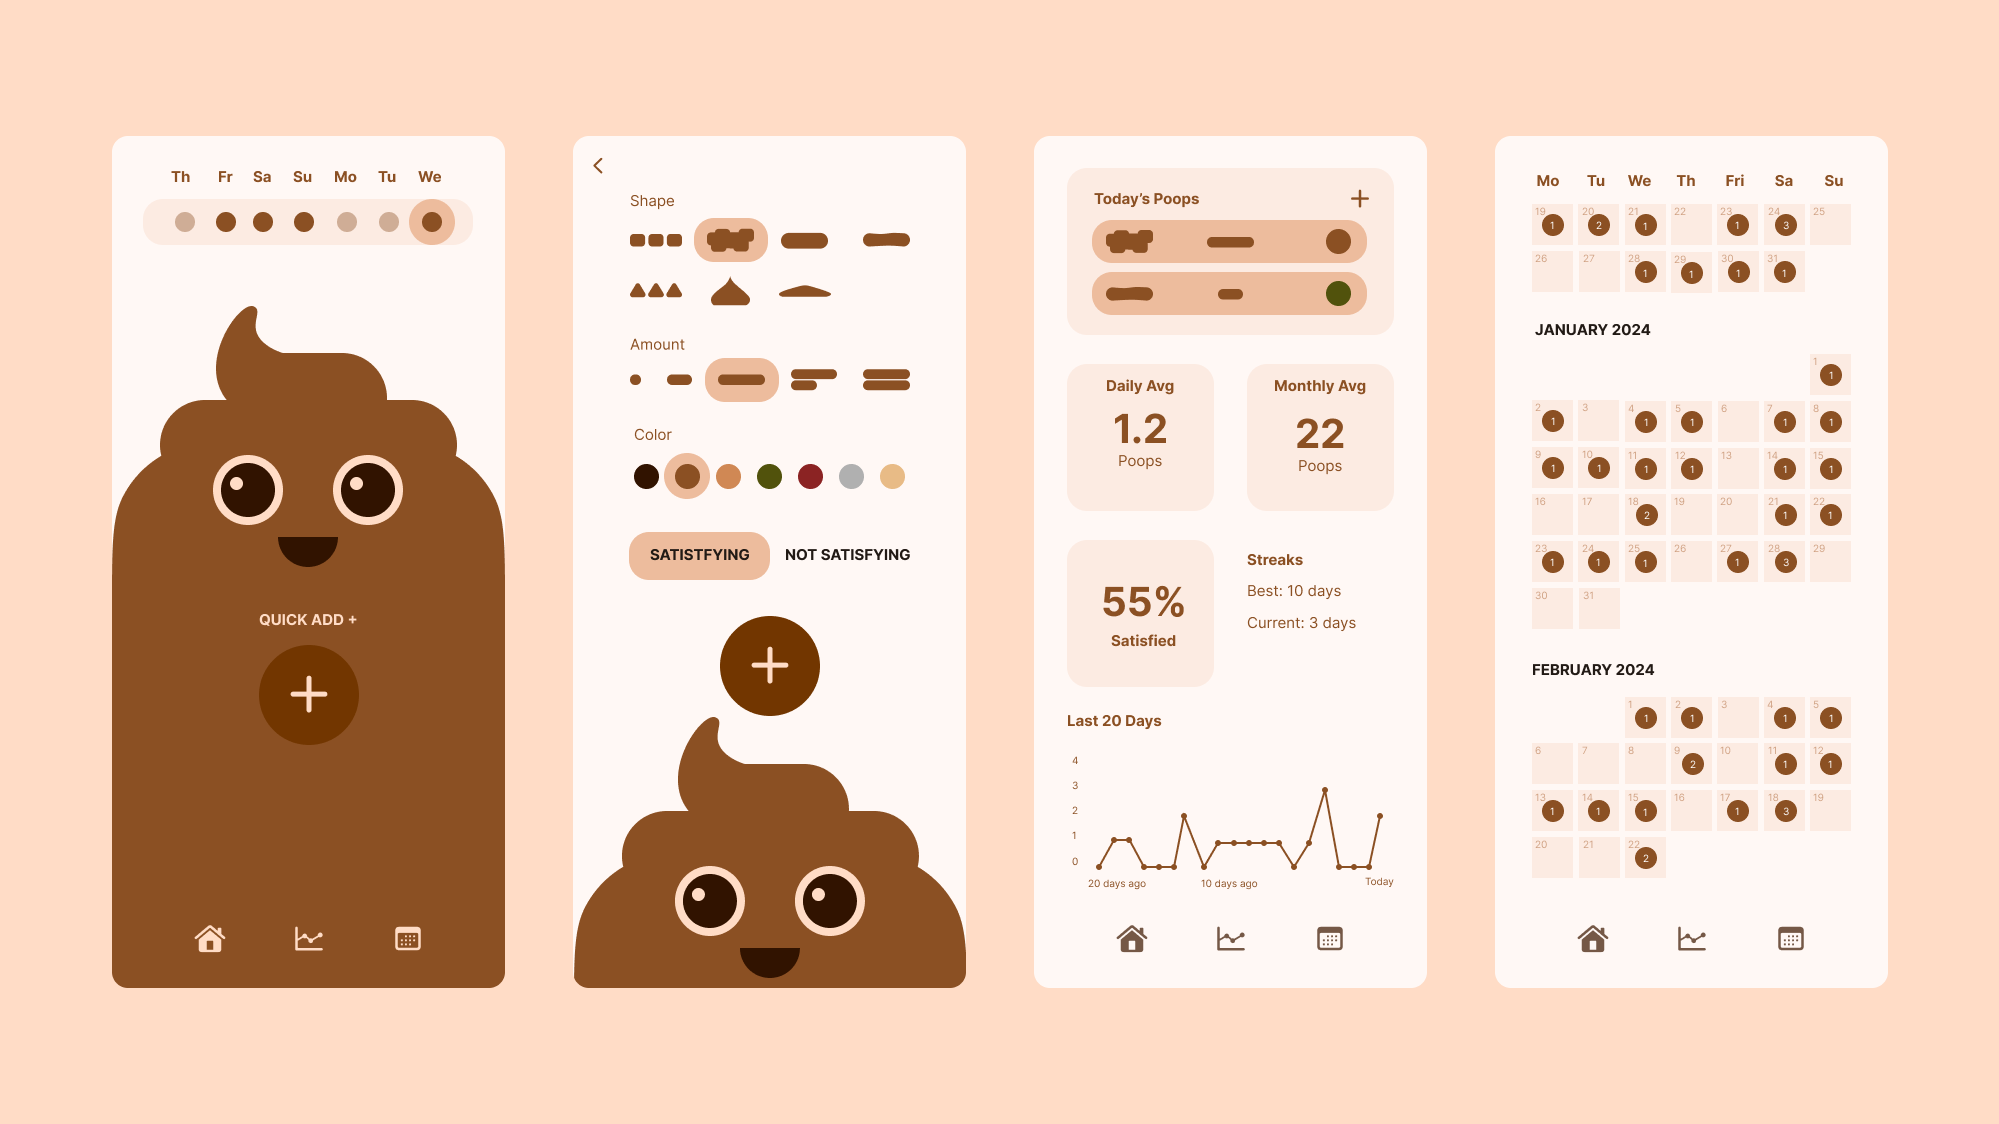 Th Fr Sa Su Mo Tu We
QUICK ADD +
Shape
Amount
Color
SATISTFYING NOT SATISFYING
Today's Poops
Daily Avg
1.2
Poops
Monthly Avg
22
Poops
55%
Satisfied
Streaks
Best: 10 days
Current: 3 days
Last 20 Days
4
3
2
1
0
20 days ago 10 days ago Today
Mo Tu We Th Fri Sa Su
19 1 20 2 21 1 22 23 1 24 3 25
26 27 28 1 29 1 30 1 31 1
JANUARY 2024
1 1
2 1 3 4 1 5 1 6 7 1 8 1
9 1 10 1 11 1 12 1 13 14 1 15 1
16 17 18 2 19 20 21 1 22 1
23 1 24 1 25 1 26 27 1 28 3 29
30 31
FEBRUARY 2024
1 1 2 1 3 4 1 5 1
6 7 8 9 2 10 11 1 12 1
13 1 14 1 15 1 16 17 1 18 3 19
20 21 22 2